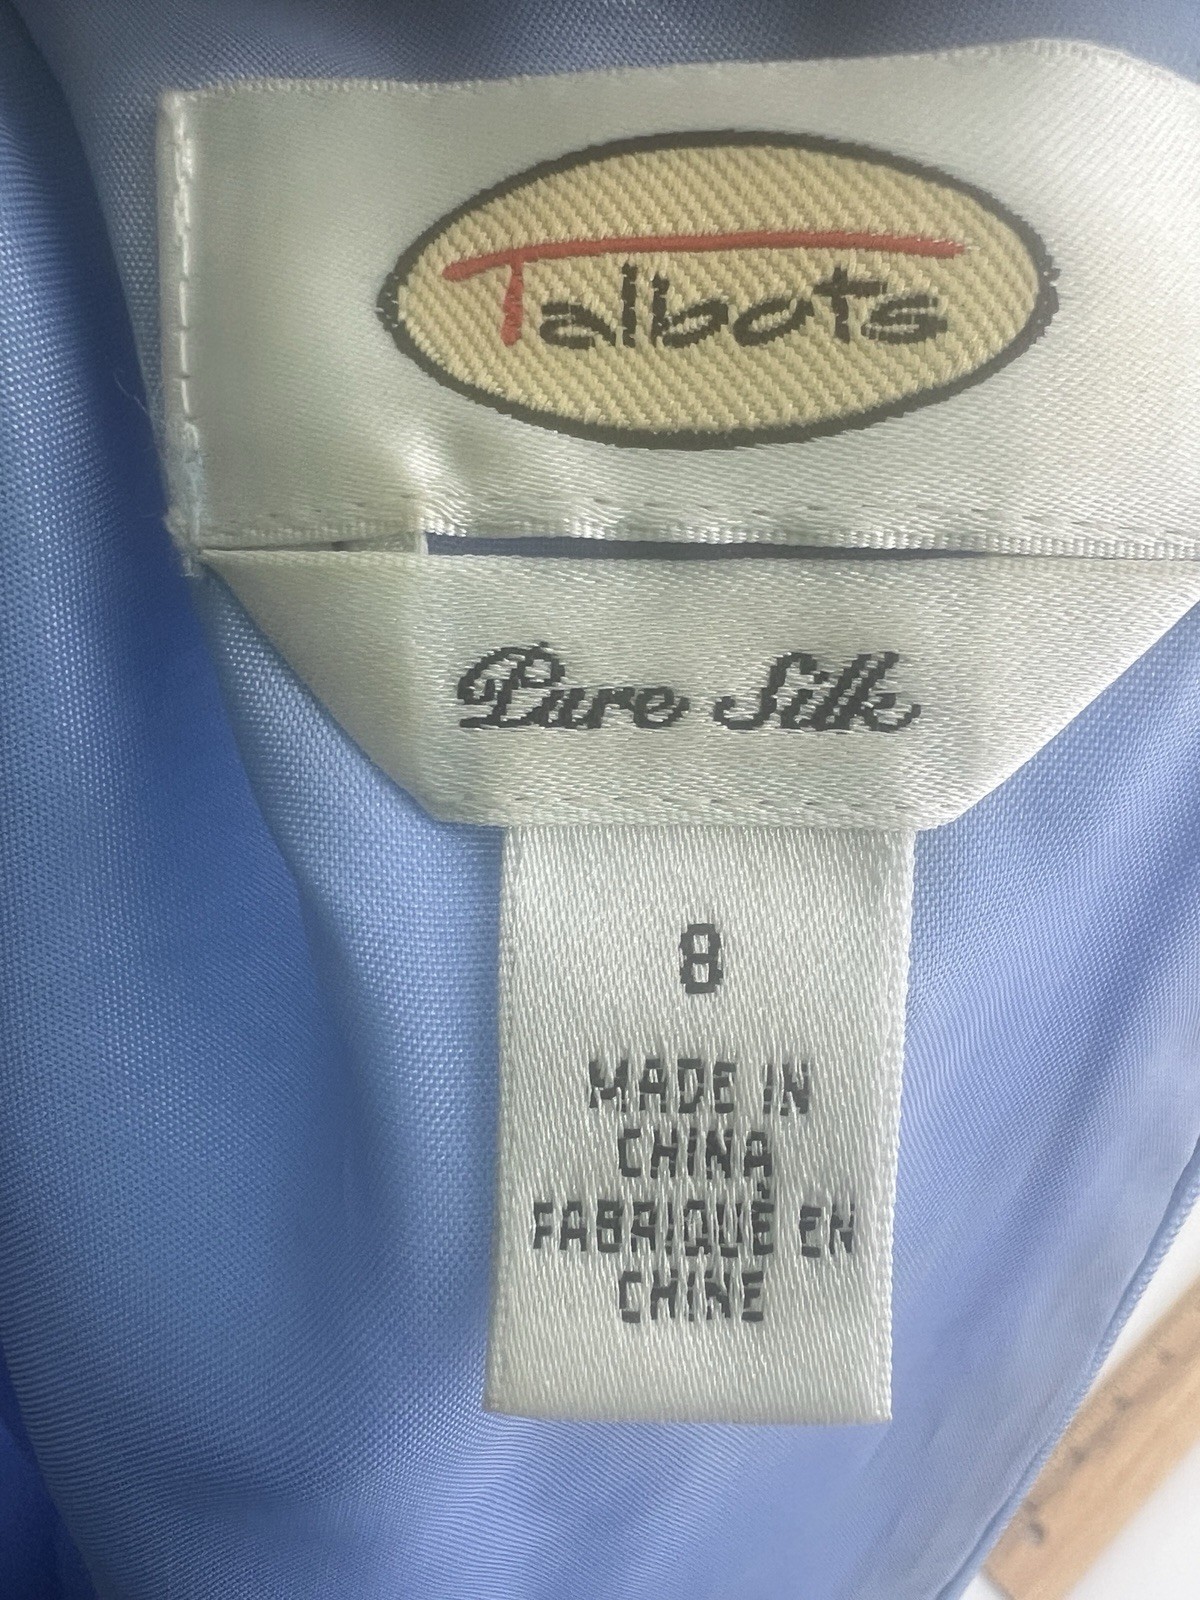 Talbots
Pure Silk
8
MADE IN
CHINA
FABRIQUÉ EN
CHINE